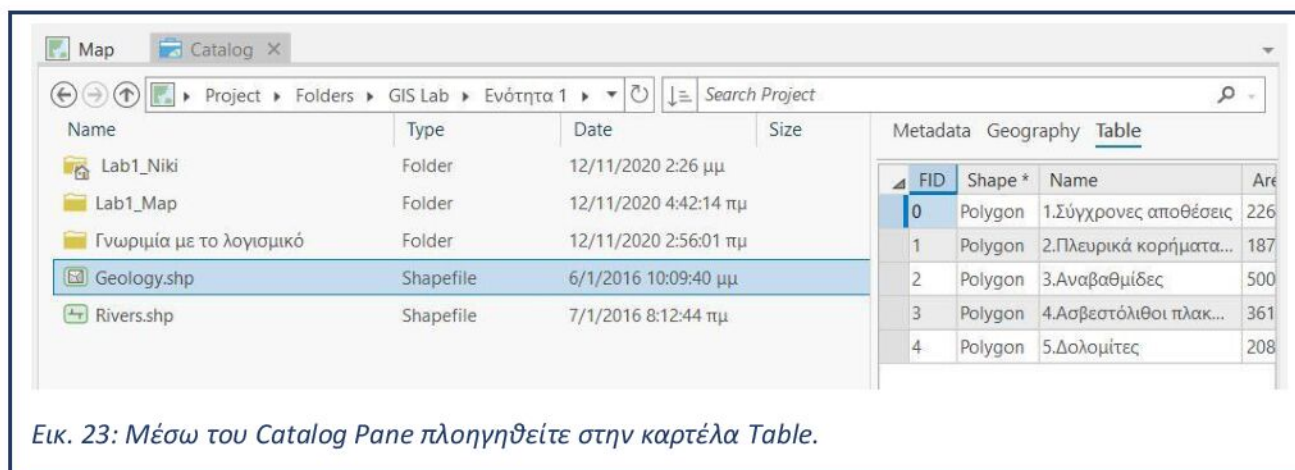 Map Catalog
Project Folders GIS Lab Ενότητα 1 Search Project
Name Type Date Size Metadata Geography Table
Lab1_Niki Folder 12/11/2020 2:26 μμ
Lab1_Map Folder 12/11/2020 4:42:14 πμ
Γνωριμία με το λογισμικό Folder 12/11/2020 2:56:01 πμ
Geology.shp Shapefile 6/1/2016 10:09:40 μμ
Rivers.shp Shapefile 7/1/2016 8:12:44 πμ
FID Shape * Name Are
0 Polygon 1.Σύγχρονες αποθέσεις 226
1 Polygon 2.Πλευρικά κορήματα... 187
2 Polygon 3.Αναβαθμίδες 500
3 Polygon 4.Ασβεστόλιθοι πλακ... 361
4 Polygon 5.Δολομίτες 208
Εικ. 23: Μέσω του Catalog Pane πλοηγηθείτε στην καρτέλα Table.